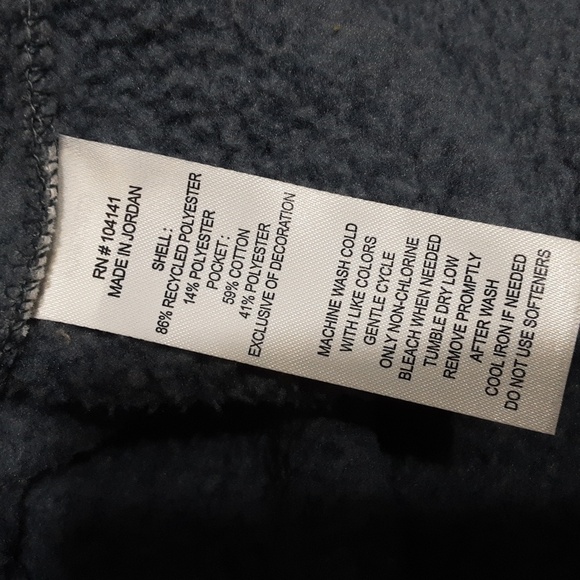 RN # 104141
MADE IN JORDAN
SHELL :
86% RECYCLED POLYESTER
14% POLYESTER
POCKET :
59% COTTON
41% POLYESTER
EXCLUSIVE OF DECORATION
MACHINE WASH COLD
WITH LIKE COLORS
GENTLE CYCLE
ONLY NON-CHLORINE
BLEACH WHEN NEEDED
TUMBLE DRY LOW
REMOVE PROMPTLY
AFTER WASH
COOL IRON IF NEEDED
DO NOT USE SOFTENERS